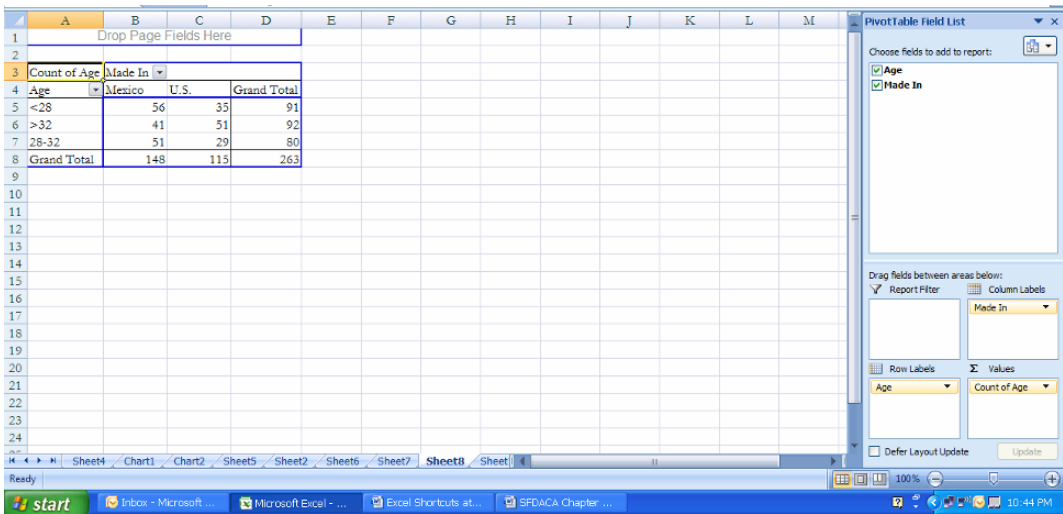 A B C D E F G H I J K L M
PivotTable Field List
1 Drop Page Fields Here
2
Choose fields to add to report:
3 Count of Age Made In
Age
4 Age Mexico U.S. Grand Total
Made In
5 <28 56 35 91
6 >32 41 51 92
7 28-32 51 29 80
8 Grand Total 148 115 263
9
10
11
12
13
14
15
16
17
18
19
20
21
22
23
24
Drag fields between areas below:
Report Filter Column Labels
Made In
Row Labels Σ Values
Age Count of Age
Defer Layout Update Update
Sheet4 Chart1 Chart2 Sheet5 Sheet2 Sheet6 Sheet7 Sheet8 Sheet
Ready 100%
start Inbox - Microsoft ... Microsoft Excel - ... Excel Shortcuts at... SFDACA Chapter ... 10:44 PM